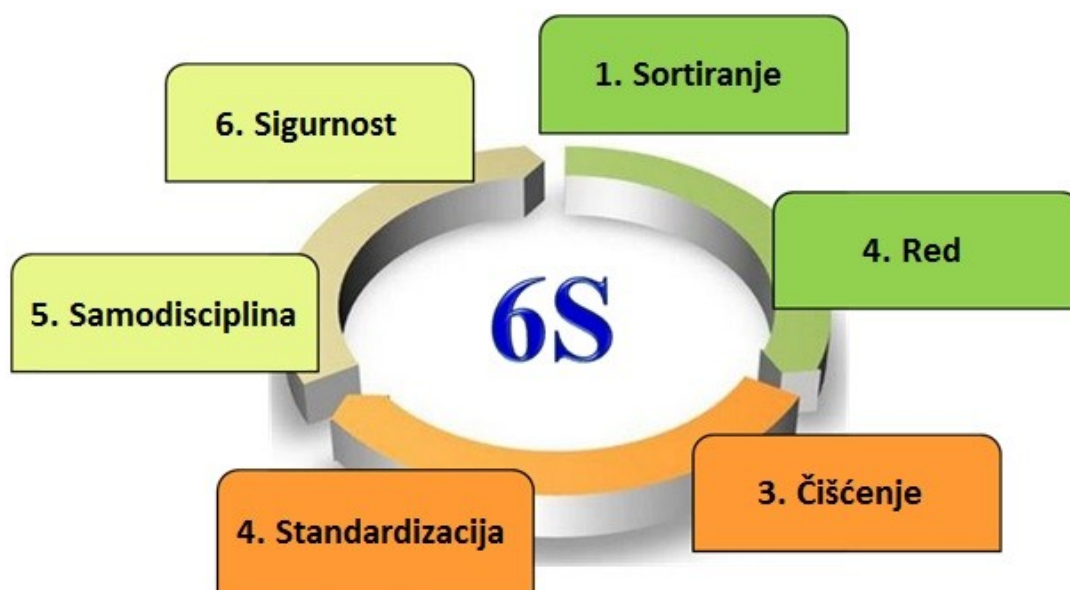 1. Sortiranje
4. Red
3. Čišćenje
4. Standardizacija
5. Samodisciplina
6. Sigurnost
6S